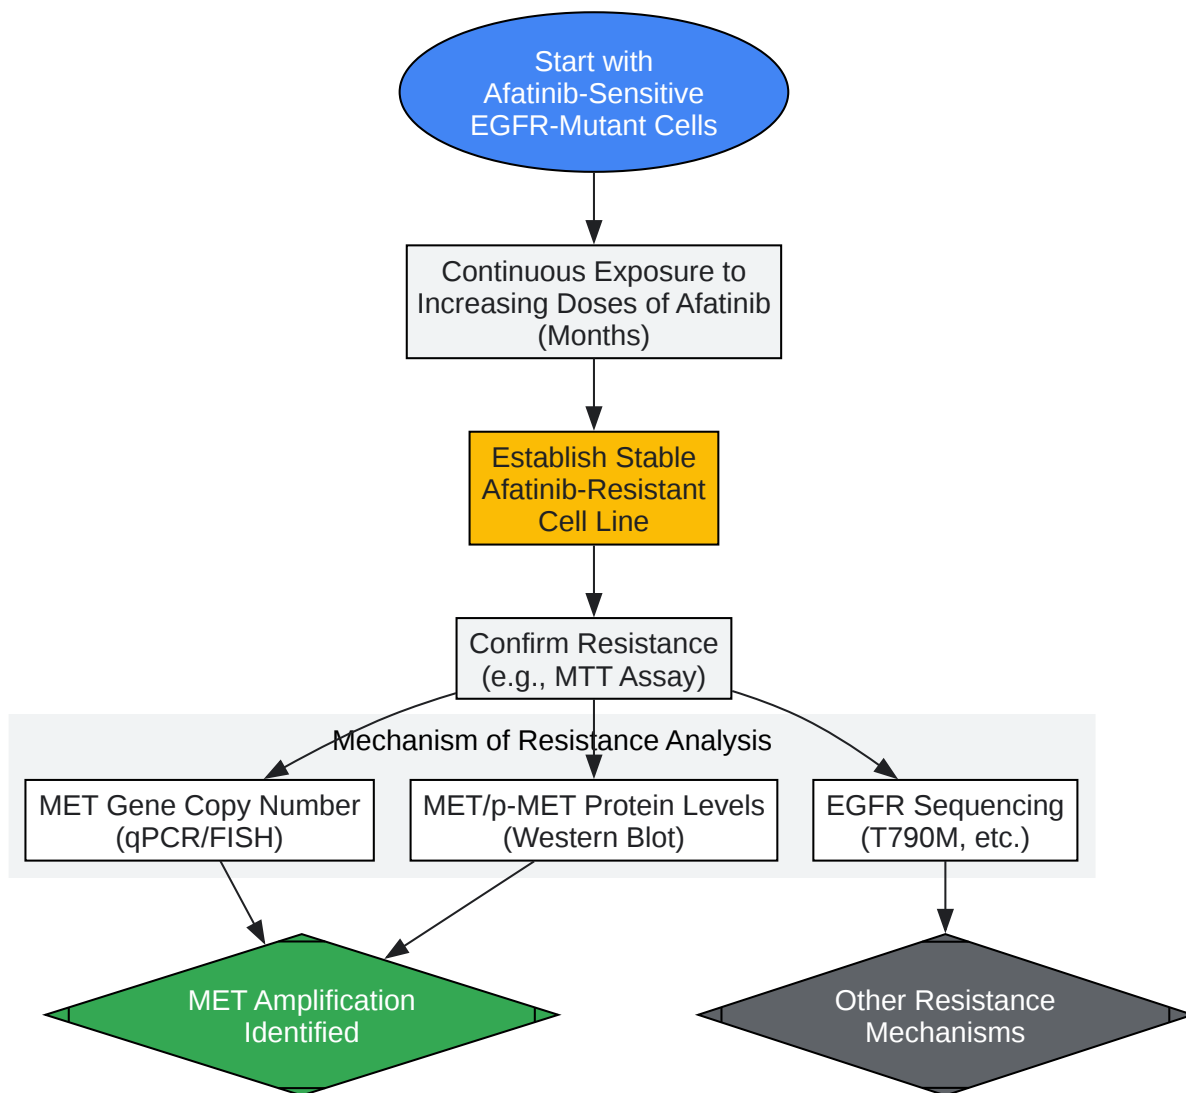 Start with
Afatinib-Sensitive
EGFR-Mutant Cells
Continuous Exposure to
Increasing Doses of Afatinib
(Months)
Establish Stable
Afatinib-Resistant
Cell Line
Confirm Resistance
(e.g., MTT Assay)
Mechanism of Resistance Analysis
MET Gene Copy Number
(qPCR/FISH)
MET/p-MET Protein Levels
(Western Blot)
EGFR Sequencing
(T790M, etc.)
MET Amplification
Identified
Other Resistance
Mechanisms